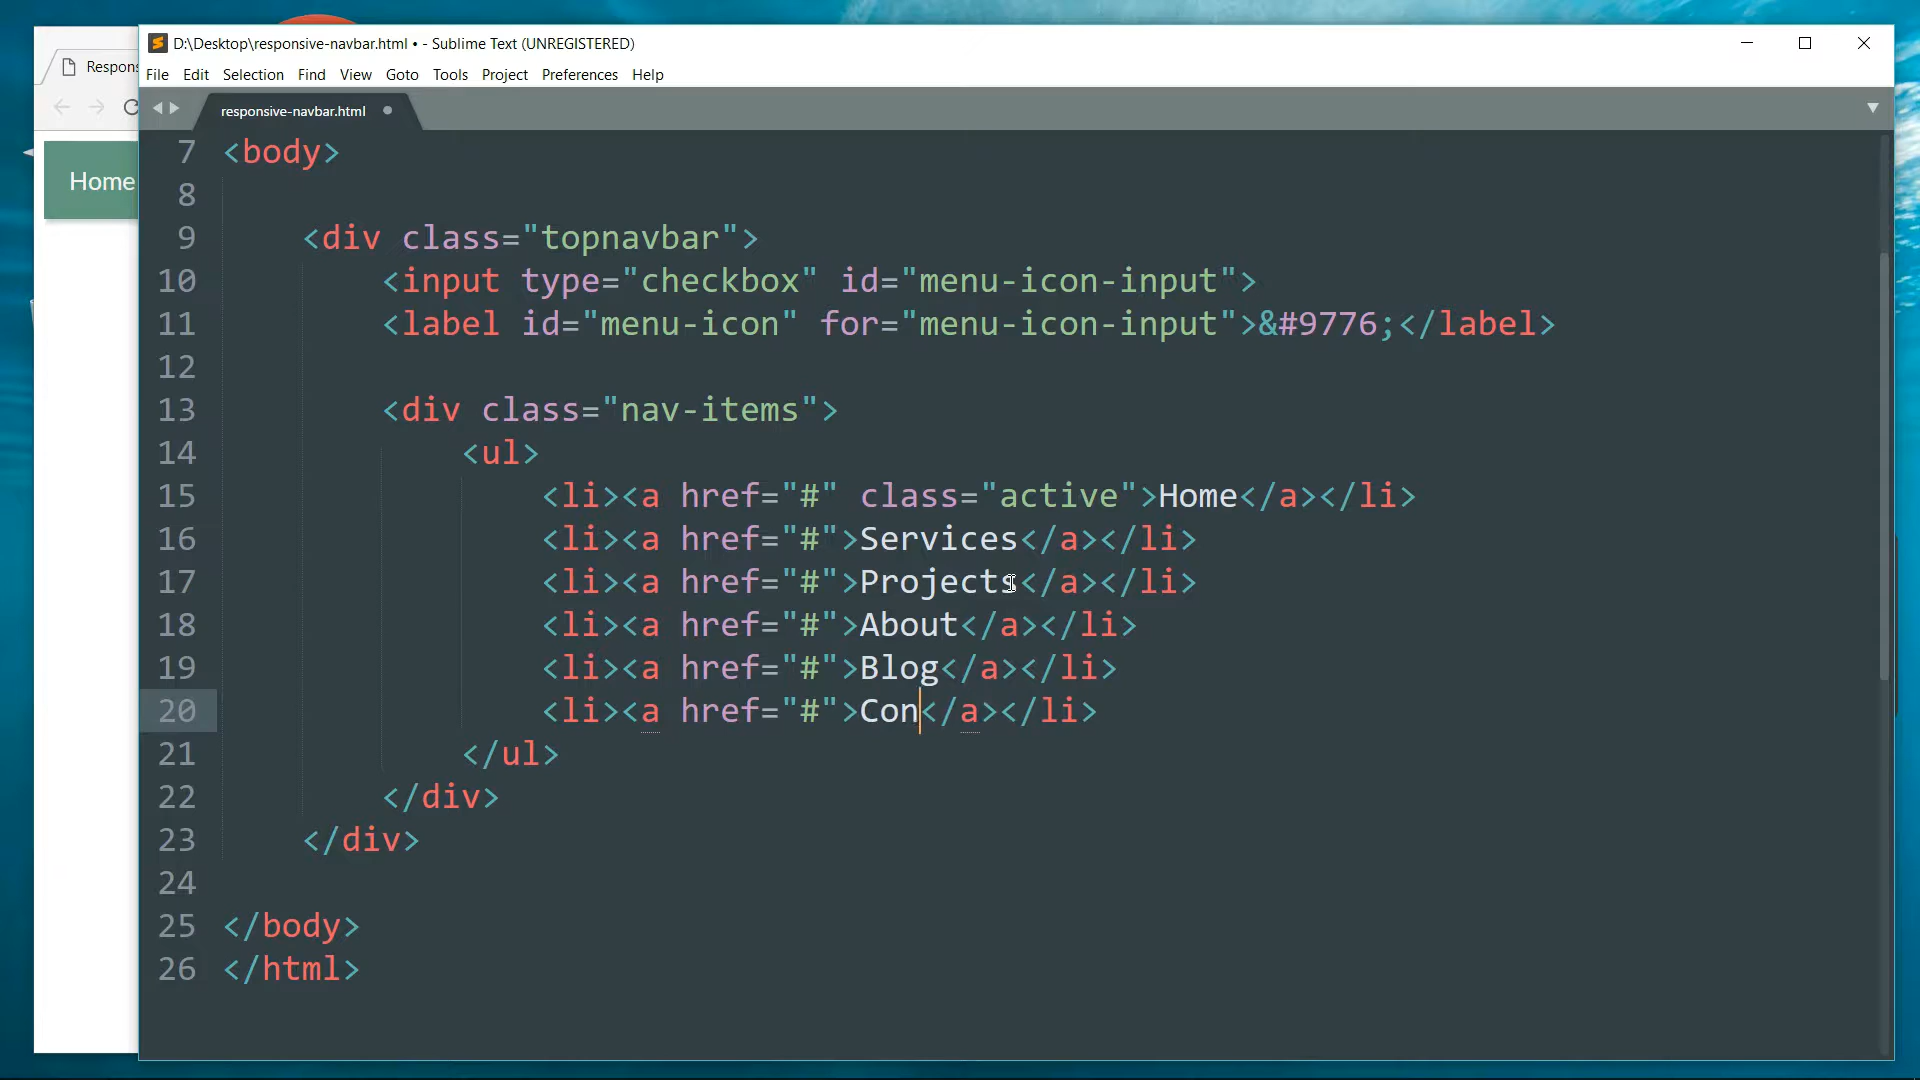 D:\Desktop\responsive-navbar.html • - Sublime Text (UNREGISTERED)
File Edit Selection Find View Goto Tools Project Preferences Help
Respons
responsive-navbar.html
Home
7 <body>
8
9 <div class="topnavbar">
10 <input type="checkbox" id="menu-icon-input">
11 <label id="menu-icon" for="menu-icon-input">&#9776;</label>
12
13 <div class="nav-items">
14 <ul>
15 <li><a href="#" class="active">Home</a></li>
16 <li><a href="#">Services</a></li>
17 <li><a href="#">Projects</a></li>
18 <li><a href="#">About</a></li>
19 <li><a href="#">Blog</a></li>
20 <li><a href="#">Con</a></li>
21 </ul>
22 </div>
23 </div>
24
25 </body>
26 </html>